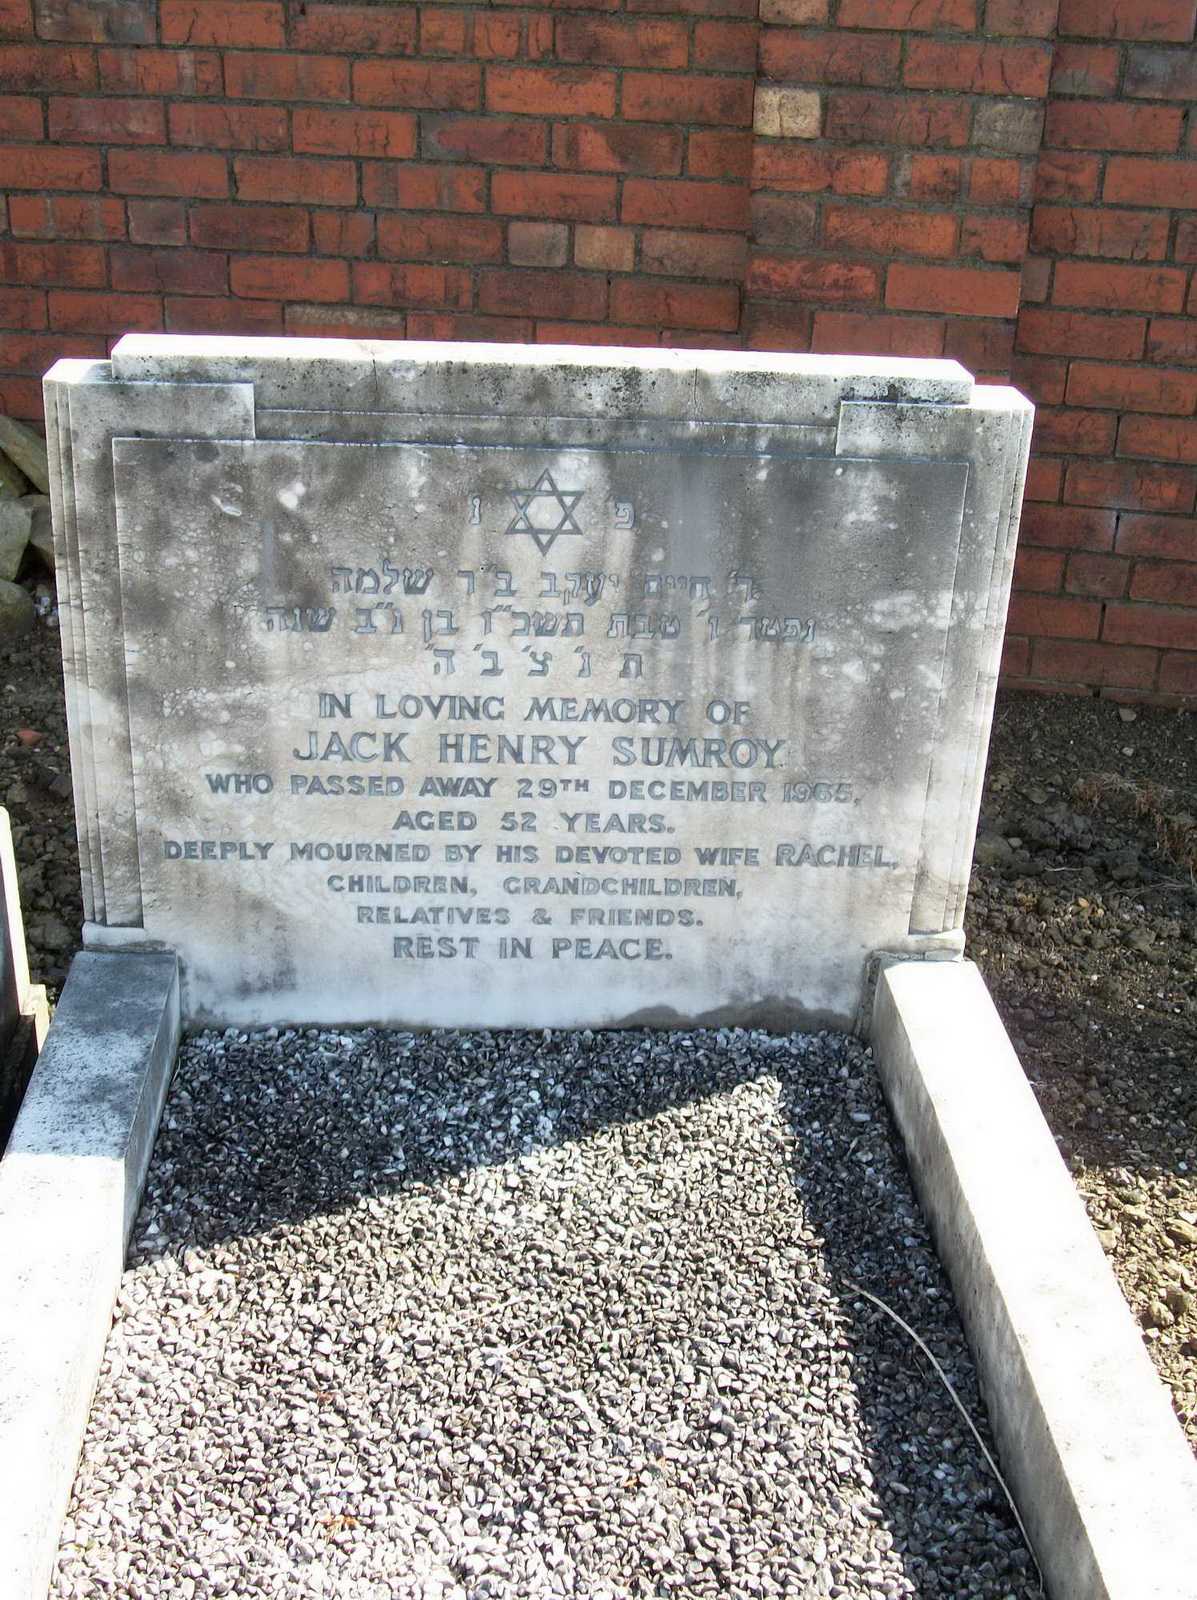 פ' נ
ר' חיים יעקב ב'ר שלמה
נפטר ו' טבת תשכ"ו בן נ"ב שנה
ת' נ' צ' ב' ה'
IN LOVING MEMORY OF
JACK HENRY SUMROY.
WHO PASSED AWAY 29TH DECEMBER 1965,
AGED 52 YEARS.
DEEPLY MOURNED BY HIS DEVOTED WIFE RACHEL,
CHILDREN, GRANDCHILDREN,
RELATIVES & FRIENDS.
REST IN PEACE.